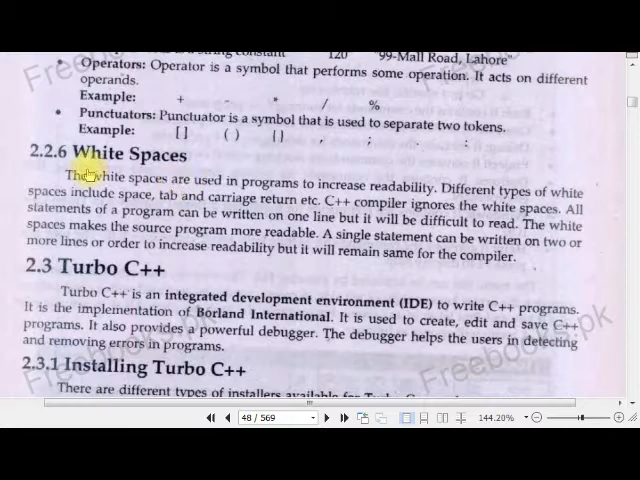 120 "99-Mall Road, Lahore"
• Operators: Operator is a symbol that performs some operation. It acts on different
operands.
Example: + - * / %
• Punctuators: Punctuator is a symbol that is used to separate two tokens.
Example: [ ] ( ) { } , ; . :
2.2.6 White Spaces
The white spaces are used in programs to increase readability. Different types of white
spaces include space, tab and carriage return etc. C++ compiler ignores the white spaces. All
statements of a program can be written on one line but it will be difficult to read. The white
spaces makes the source program more readable. A single statement can be written on two or
more lines or order to increase readability but it will remain same for the compiler.
2.3 Turbo C++
Turbo C++ is an integrated development environment (IDE) to write C++ programs.
It is the implementation of Borland International. It is used to create, edit and save C++
programs. It also provides a powerful debugger. The debugger helps the users in detecting
and removing errors in programs.
2.3.1 Installing Turbo C++
There are different types of installers available for Turbo C++
Freebooks.pk
48 / 569
144.20%